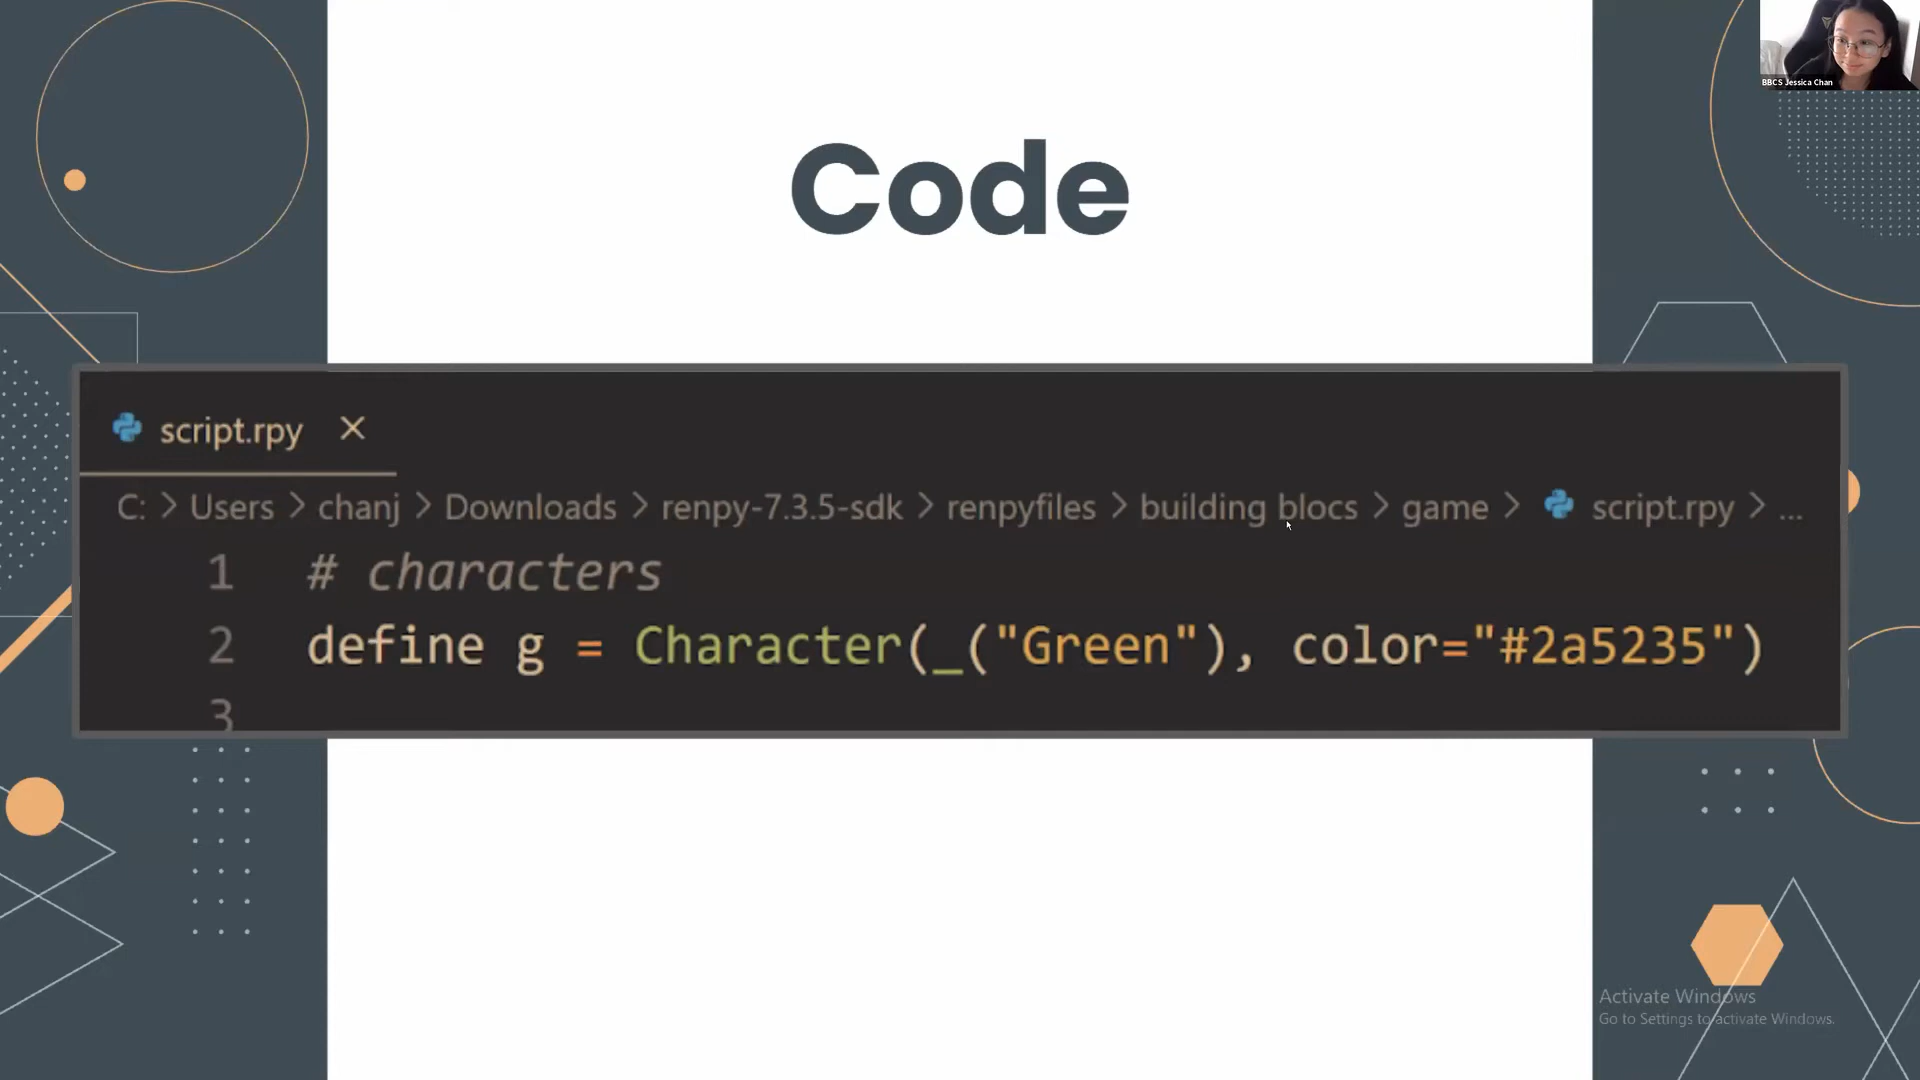 BBCS Jessica Chan
Code
script.rpy ×
C: > Users > chanj > Downloads > renpy-7.3.5-sdk > renpyfiles > building blocs > game > script.rpy > ...
1 # characters
2 define g = Character(_("Green"), color="#2a5235")
3
Activate Windows
Go to Settings to activate Windows.